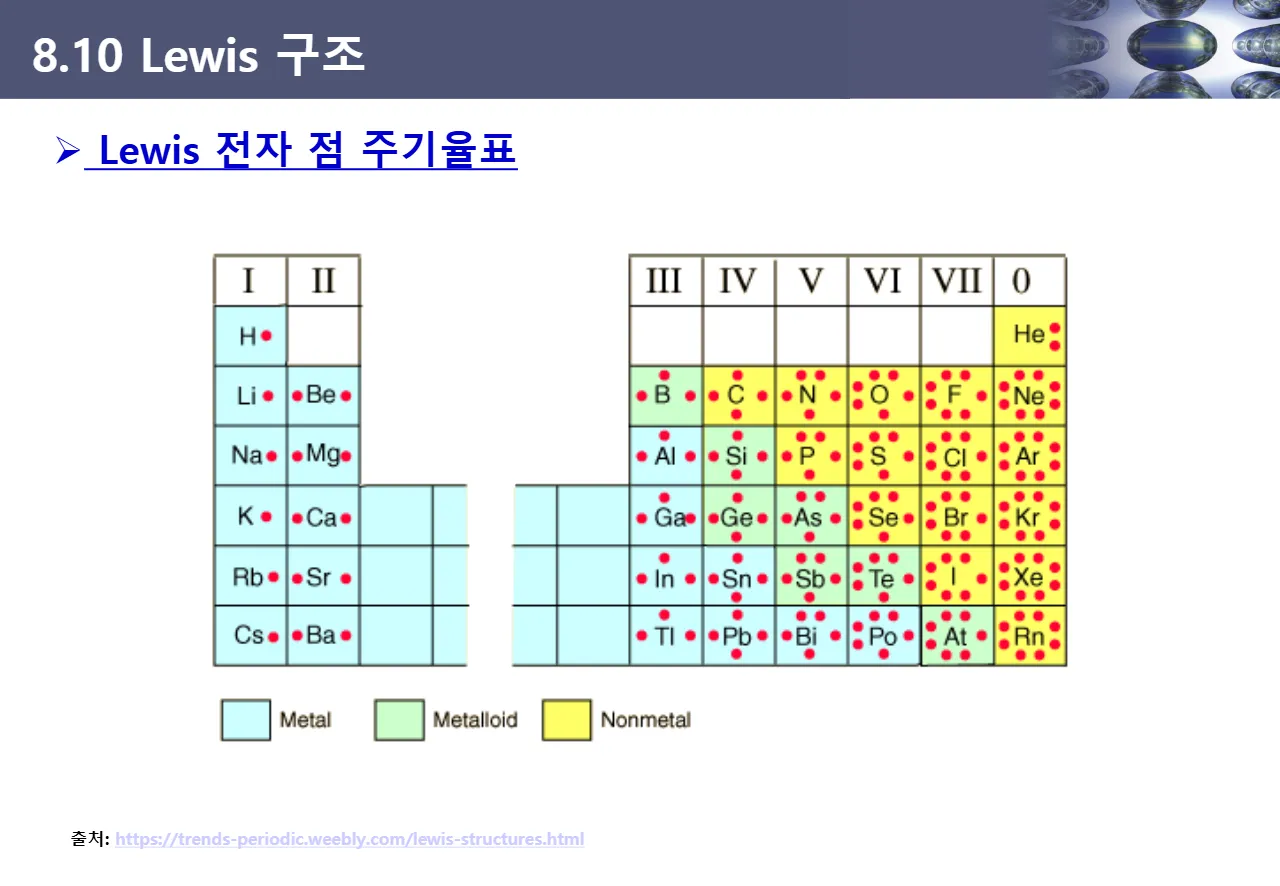 8.10 Lewis 구조
Lewis 전자 점 주기율표
I II III IV V VI VII 0
H He
Li Be B C N O F Ne
Na Mg Al Si P S Cl Ar
K Ca Ga Ge As Se Br Kr
Rb Sr In Sn Sb Te I Xe
Cs Ba Tl Pb Bi Po At Rn
Metal Metalloid Nonmetal
출처: https://trends-periodic.weebly.com/lewis-structures.html